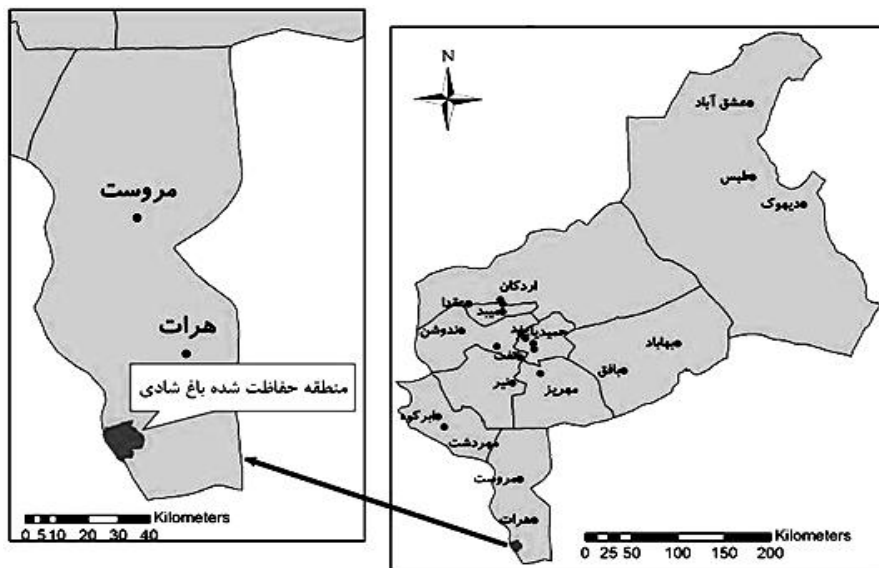 مروست
هرات
منطقه حفاظت شده باغ شادی
Kilometers
0 5 10 20 30 40
N
عشق آباد
طبس
دیهوک
اردکان
عقدا
میبد
ندوشن
تفت
بهاباد
بافق
نیر
مهریز
ابرکوه
مهردشت
مروست
هرات
Kilometers
0 25 50 100 150 200